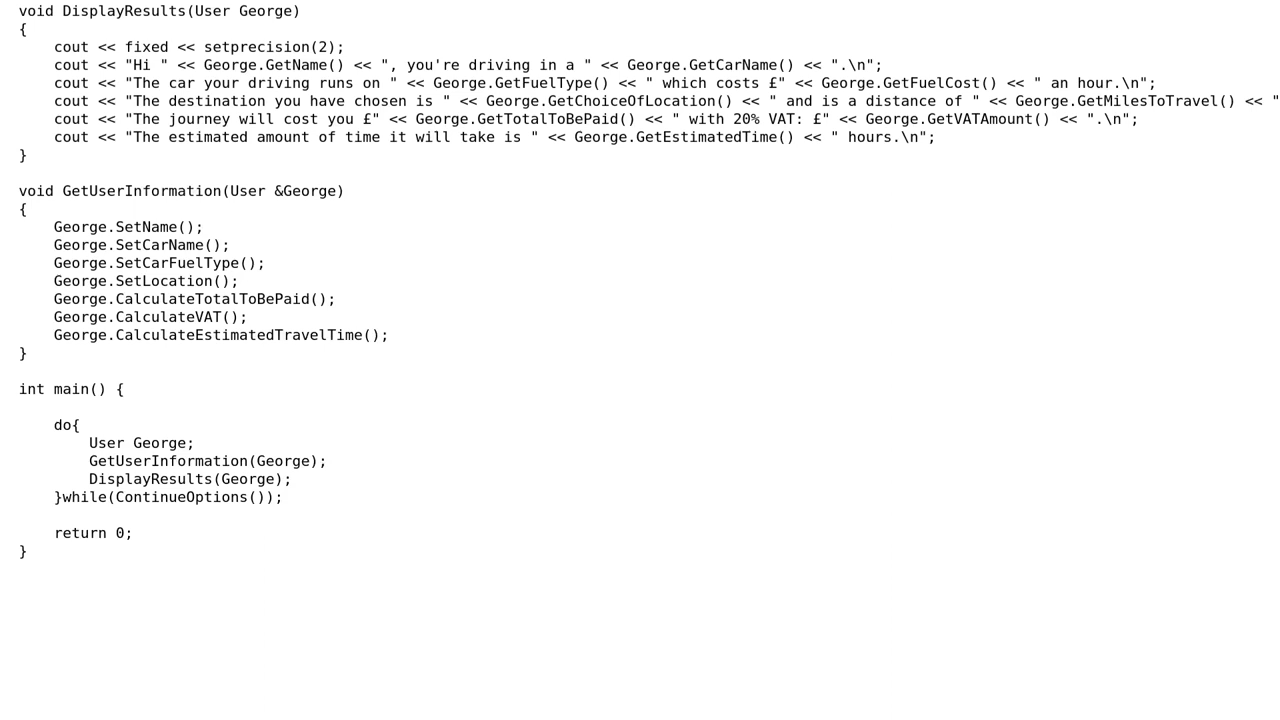 void DisplayResults(User George)
{
    cout << fixed << setprecision(2);
    cout << "Hi " << George.GetName() << ", you're driving in a " << George.GetCarName() << ".\n";
    cout << "The car your driving runs on " << George.GetFuelType() << " which costs £" << George.GetFuelCost() << " an hour.\n";
    cout << "The destination you have chosen is " << George.GetChoiceOfLocation() << " and is a distance of " << George.GetMilesToTravel() << "
    cout << "The journey will cost you £" << George.GetTotalToBePaid() << " with 20% VAT: £" << George.GetVATAmount() << ".\n";
    cout << "The estimated amount of time it will take is " << George.GetEstimatedTime() << " hours.\n";
}

void GetUserInformation(User &George)
{
    George.SetName();
    George.SetCarName();
    George.SetCarFuelType();
    George.SetLocation();
    George.CalculateTotalToBePaid();
    George.CalculateVAT();
    George.CalculateEstimatedTravelTime();
}

int main() {

    do{
        User George;
        GetUserInformation(George);
        DisplayResults(George);
    }while(ContinueOptions());

    return 0;
}